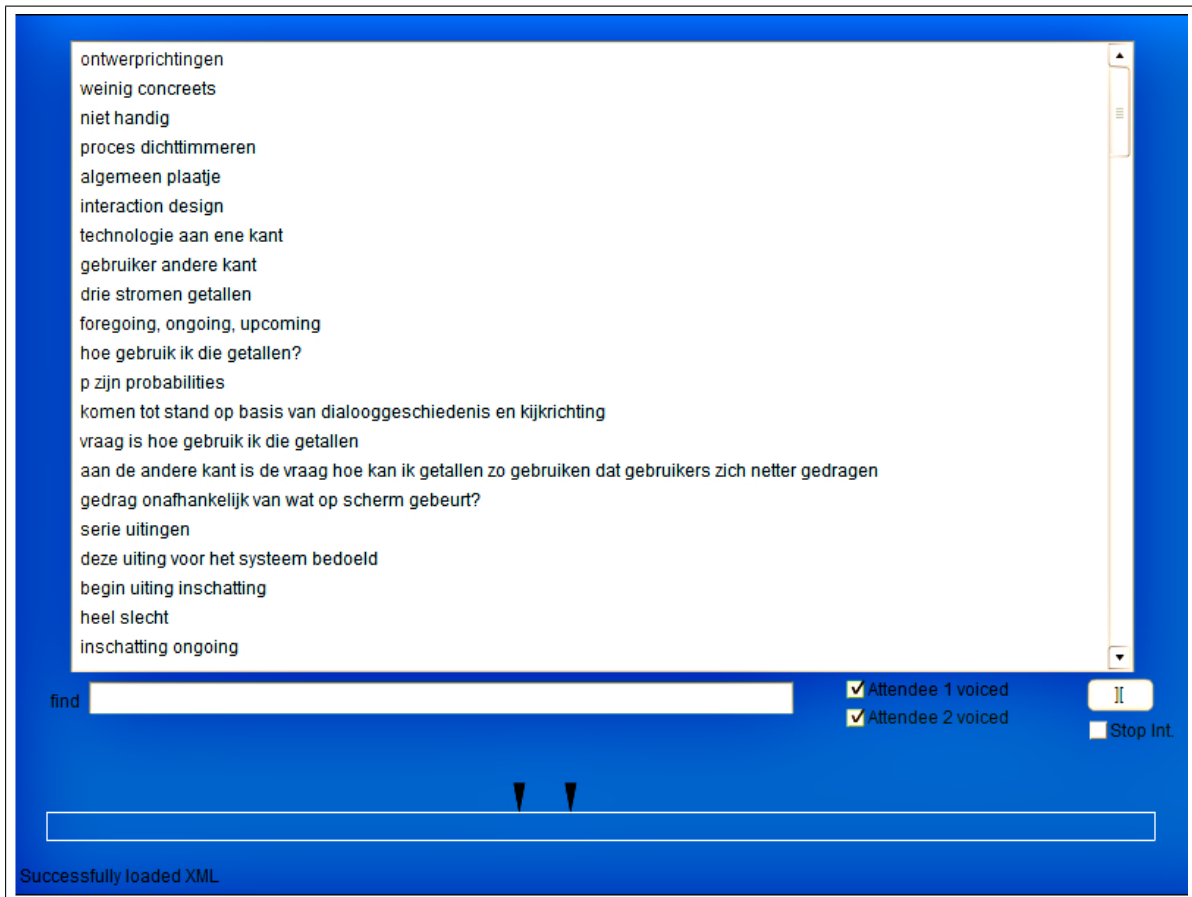 ontwerprichtingen
weinig concreets
niet handig
proces dichttimmeren
algemeen plaatje
interaction design
technologie aan ene kant
gebruiker andere kant
drie stromen getallen
foregoing, ongoing, upcoming
hoe gebruik ik die getallen?
p zijn probabilities
komen tot stand op basis van dialooggeschiedenis en kijkrichting
vraag is hoe gebruik ik die getallen
aan de andere kant is de vraag hoe kan ik getallen zo gebruiken dat gebruikers zich netter gedragen
gedrag onafhankelijk van wat op scherm gebeurt?
serie uitingen
deze uiting voor het systeem bedoeld
begin uiting inschatting
heel slecht
inschatting ongoing
find
Attendee 1 voiced
Attendee 2 voiced
][
Stop Int.
Successfully loaded XML